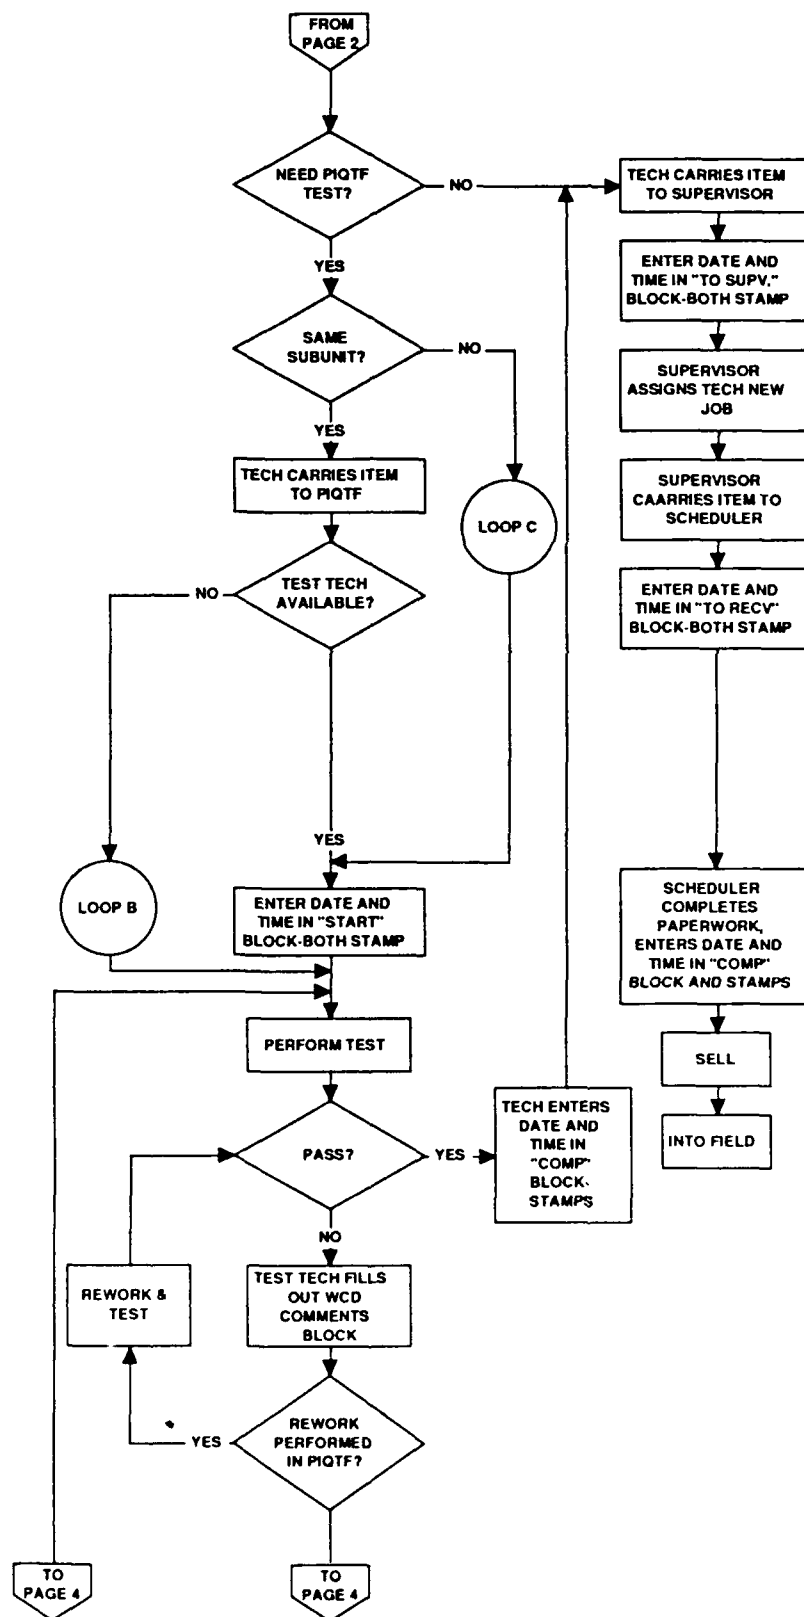 FROM
PAGE 2
NEED PIQTF
TEST?
NO
TECH CARRIES ITEM
TO SUPERVISOR
YES
ENTER DATE AND
TIME IN "TO SUPV."
BLOCK-BOTH STAMP
SAME
SUBUNIT?
NO
SUPERVISOR
ASSIGNS TECH NEW
JOB
YES
TECH CARRIES ITEM
TO PIQTF
SUPERVISOR
CAARRIES ITEM TO
SCHEDULER
LOOP C
TEST TECH
AVAILABLE?
NO
ENTER DATE AND
TIME IN "TO RECV"
BLOCK-BOTH STAMP
YES
LOOP B
ENTER DATE AND
TIME IN "START"
BLOCK-BOTH STAMP
SCHEDULER
COMPLETES
PAPERWORK,
ENTERS DATE AND
TIME IN "COMP"
BLOCK AND STAMPS
PERFORM TEST
SELL
PASS?
YES
TECH ENTERS
DATE AND
TIME IN
"COMP"
BLOCK-
STAMPS
INTO FIELD
NO
REWORK &
TEST
TEST TECH FILLS
OUT WCD
COMMENTS
BLOCK
REWORK
PERFORMED
IN PIQTF?
YES
TO
PAGE 4
TO
PAGE 4